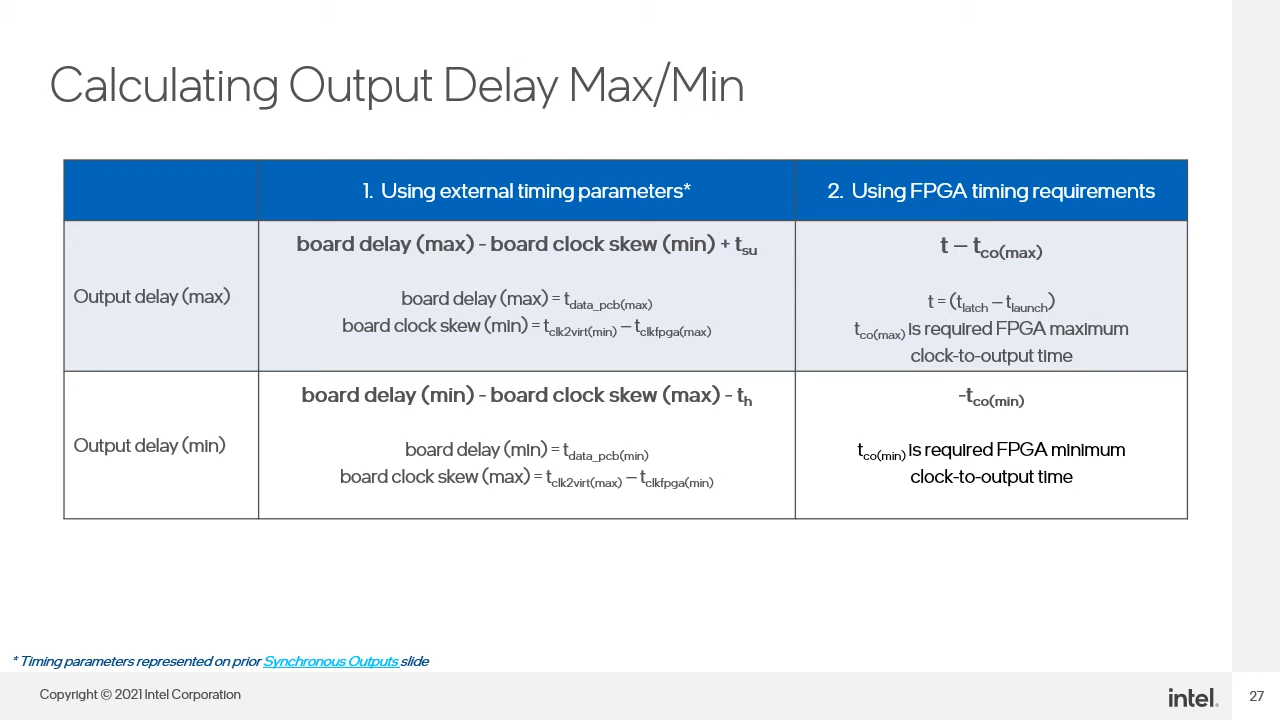 Calculating Output Delay Max/Min
1. Using external timing parameters*
2. Using FPGA timing requirements
Output delay (max)
board delay (max) - board clock skew (min) + tsu
board delay (max) = tdata_pcb(max)
board clock skew (min) = tclk2virt(min) – tclkfpga(max)
t – tco(max)
t = (tlatch – tlaunch)
tco(max) is required FPGA maximum
clock-to-output time
Output delay (min)
board delay (min) - board clock skew (max) - th
board delay (min) = tdata_pcb(min)
board clock skew (max) = tclk2virt(max) – tclkfpga(min)
-tco(min)
tco(min) is required FPGA minimum
clock-to-output time
* Timing parameters represented on prior Synchronous Outputs slide
Copyright © 2021 Intel Corporation
intel.
27